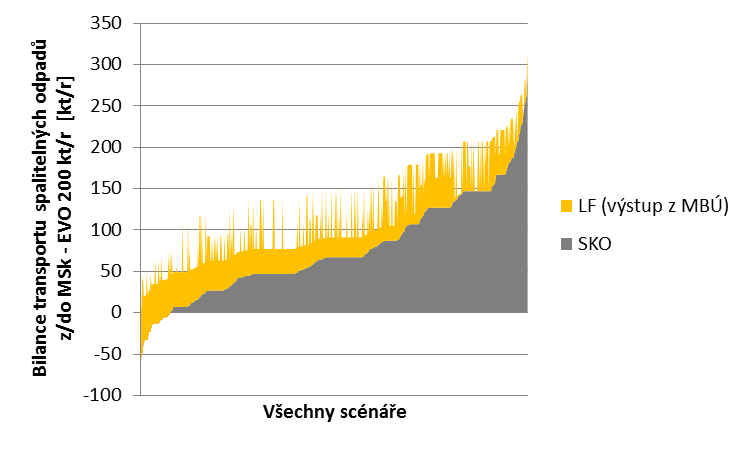 Bilance transportu spalitelných odpadů
z/do MSk - EVO 200 kt/r [kt/r]
350
300
250
200
150
100
50
0
-50
-100
Všechny scénáře
LF (výstup z MBÚ)
SKO